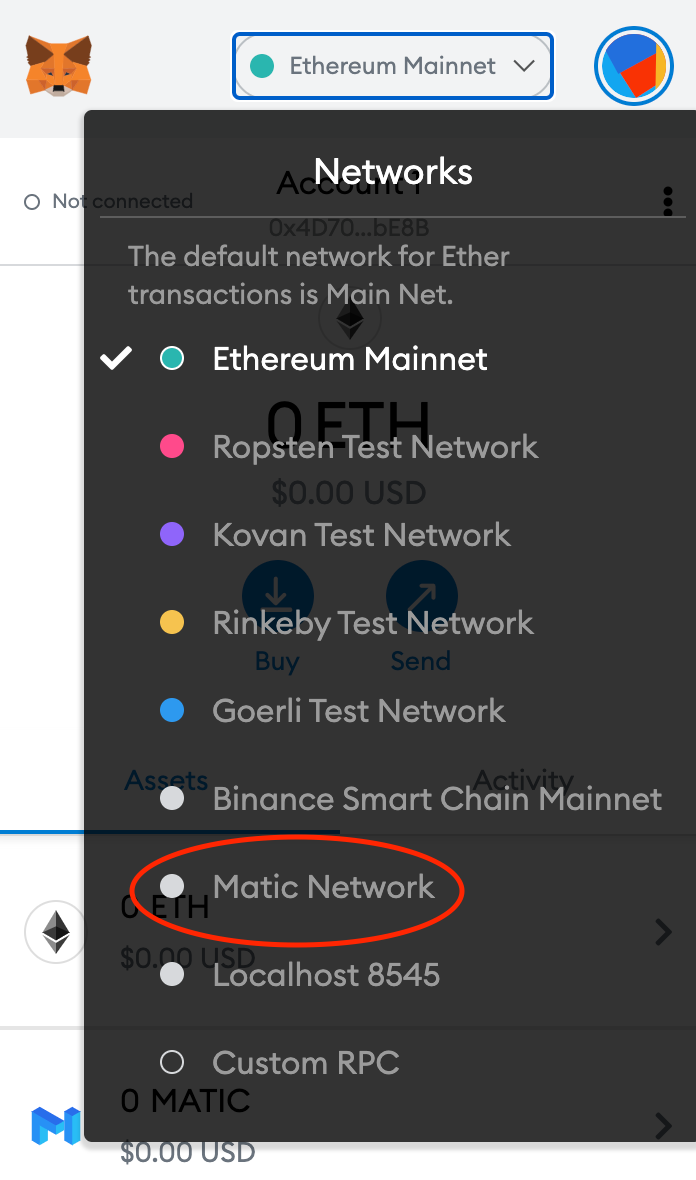 Ethereum Mainnet
Networks
Account 1
Not connected
0x4D70...bE8B
The default network for Ether
transactions is Main Net.
Ethereum Mainnet
0 ETH
Ropsten Test Network
$0.00 USD
Kovan Test Network
Rinkeby Test Network
Buy
Send
Goerli Test Network
Assets
Activity
Binance Smart Chain Mainnet
Matic Network
0 ETH
$0.00 USD
Localhost 8545
Custom RPC
0 MATIC
$0.00 USD